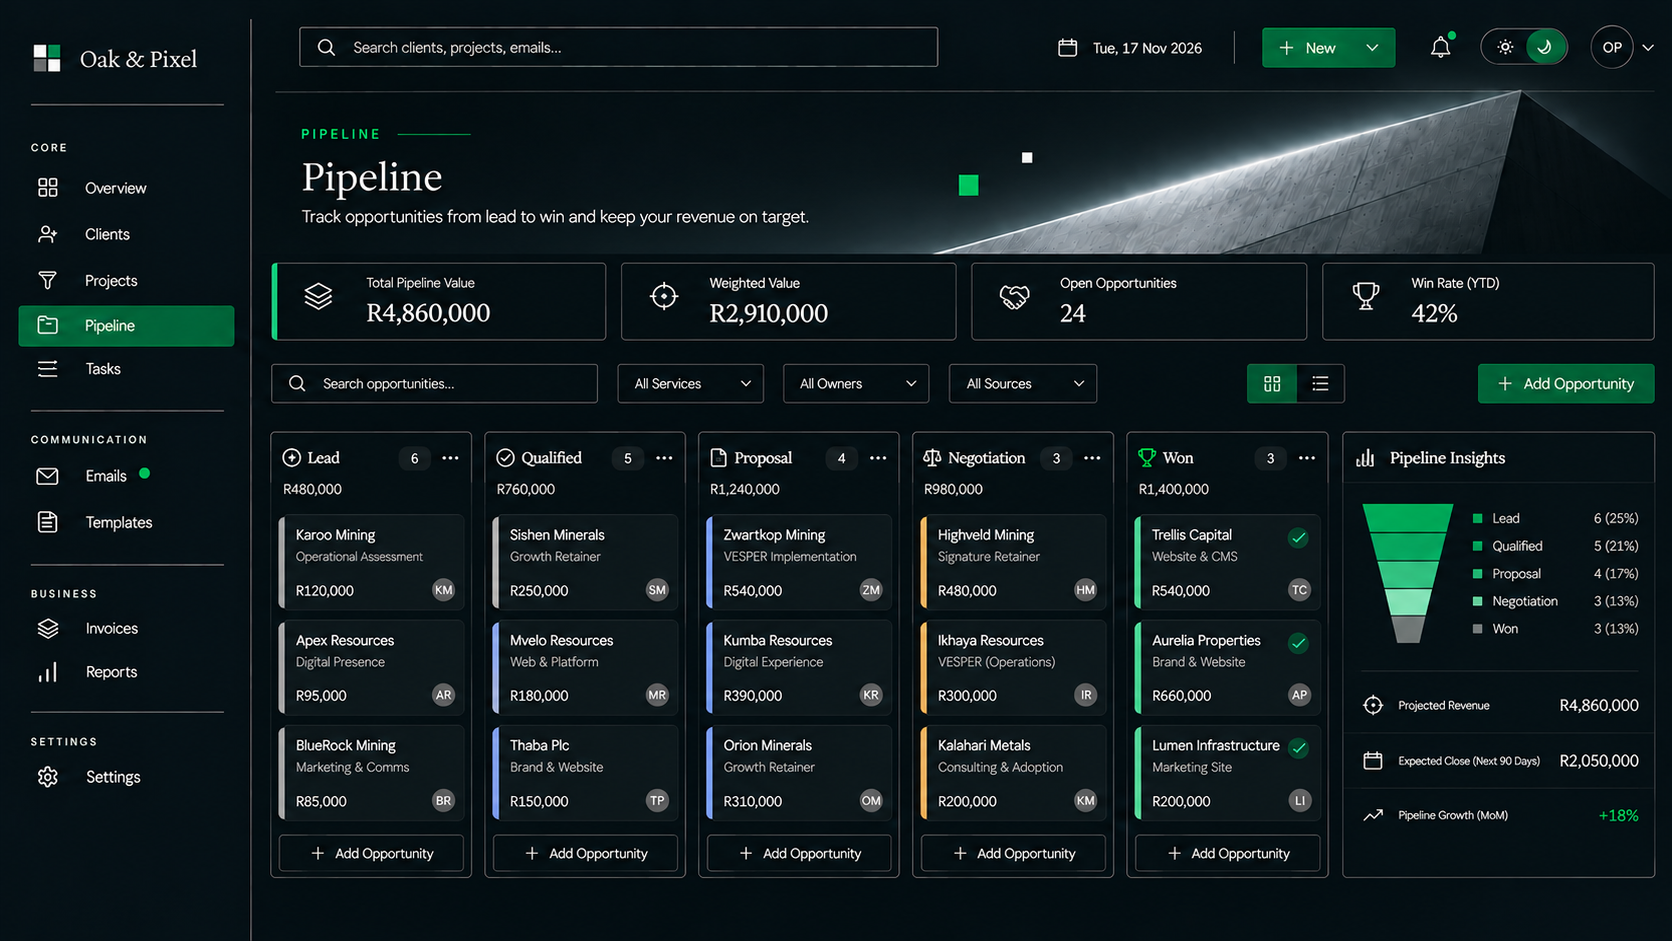 Oak & Pixel
Search clients, projects, emails...
Tue, 17 Nov 2026
New
OP
CORE
Overview
Clients
Projects
Pipeline
Tasks
COMMUNICATION
Emails
Templates
BUSINESS
Invoices
Reports
SETTINGS
Settings
PIPELINE
Pipeline
Track opportunities from lead to win and keep your revenue on target.
Total Pipeline Value
R4,860,000
Weighted Value
R2,910,000
Open Opportunities
24
Win Rate (YTD)
42%
Search opportunities...
All Services
All Owners
All Sources
Add Opportunity
Lead 6
R480,000
Karoo Mining
Operational Assessment
R120,000 KM
Apex Resources
Digital Presence
R95,000 AR
BlueRock Mining
Marketing & Comms
R85,000 BR
Add Opportunity
Qualified 5
R760,000
Sishen Minerals
Growth Retainer
R250,000 SM
Mvelo Resources
Web & Platform
R180,000 MR
Thaba Plc
Brand & Website
R150,000 TP
Add Opportunity
Proposal 4
R1,240,000
Zwartkop Mining
VESPER Implementation
R540,000 ZM
Kumba Resources
Digital Experience
R390,000 KR
Orion Minerals
Growth Retainer
R310,000 OM
Add Opportunity
Negotiation 3
R980,000
Highveld Mining
Signature Retainer
R480,000 HM
Ikhaya Resources
VESPER (Operations)
R300,000 IR
Kalahari Metals
Consulting & Adoption
R200,000 KM
Add Opportunity
Won 3
R1,400,000
Trellis Capital
Website & CMS
R540,000 TC
Aurelia Properties
Brand & Website
R660,000 AP
Lumen Infrastructure
Marketing Site
R200,000 LI
Add Opportunity
Pipeline Insights
Lead 6 (25%)
Qualified 5 (21%)
Proposal 4 (17%)
Negotiation 3 (13%)
Won 3 (13%)
Projected Revenue R4,860,000
Expected Close (Next 90 Days) R2,050,000
Pipeline Growth (MoM) +18%